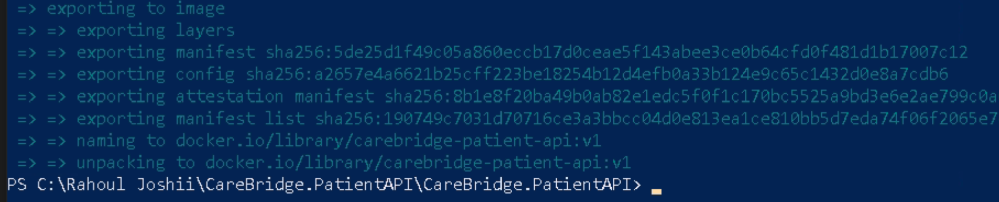 => exporting to image
=> => exporting layers
=> => exporting manifest sha256:5de25d1f49c05a860eccb17d0ceae5f143abee3ce0b64cfd0f481d1b17007c12
=> => exporting config sha256:a2657e4a6621b25cff223be18254b12d4efb0a33b124e9c65c1432d0e8a7cdb6
=> => exporting attestation manifest sha256:8b1e8f20ba49b0ab82e1edc5f0f1c170bc5525a9bd3e6e2ae799c0a
=> => exporting manifest list sha256:190749c7031d70716ce3a3bbcc04d0e813ea1ce810bb5d7eda74f06f2065e7
=> => naming to docker.io/library/carebridge-patient-api:v1
=> => unpacking to docker.io/library/carebridge-patient-api:v1
PS C:\Rahoul Joshii\CareBridge.PatientAPI\CareBridge.PatientAPI>